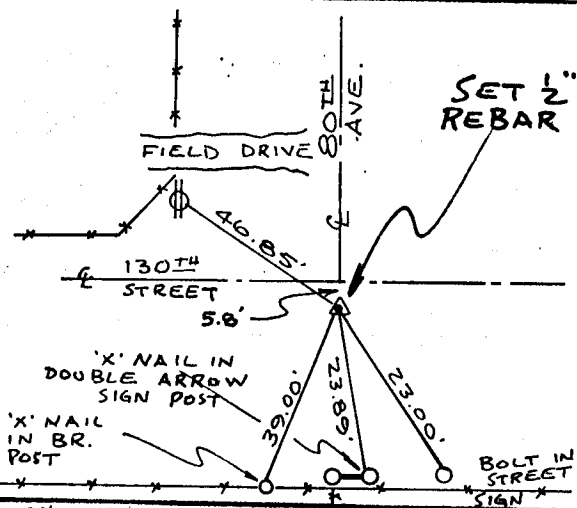 SET 1/2"
REBAR
80TH
AVE.
FIELD DRIVE
46.85'
℄
℄ 130TH
STREET
5.8'
'X' NAIL IN
DOUBLE ARROW
SIGN POST
'X' NAIL
IN BR.
POST
39.00'
23.89'
23.00'
BOLT IN
STREET
SIGN